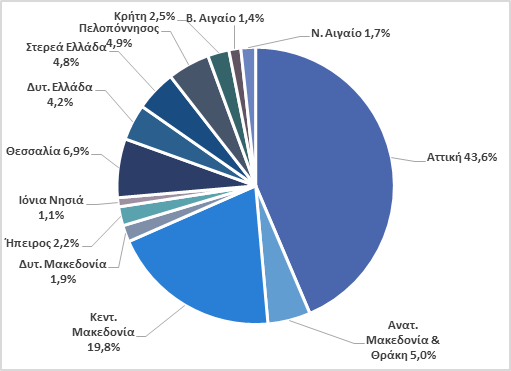 Κρήτη 2,5%
Β. Αιγαίο 1,4%
Ν. Αιγαίο 1,7%
Πελοπόννησος
4,9%
Στερεά Ελλάδα
4,8%
Δυτ. Ελλάδα
4,2%
Θεσσαλία 6,9%
Αττική 43,6%
Ιόνια Νησιά
1,1%
Ήπειρος 2,2%
Δυτ. Μακεδονία
1,9%
Κεντ.
Μακεδονία
19,8%
Ανατ.
Μακεδονία &
Θράκη 5,0%